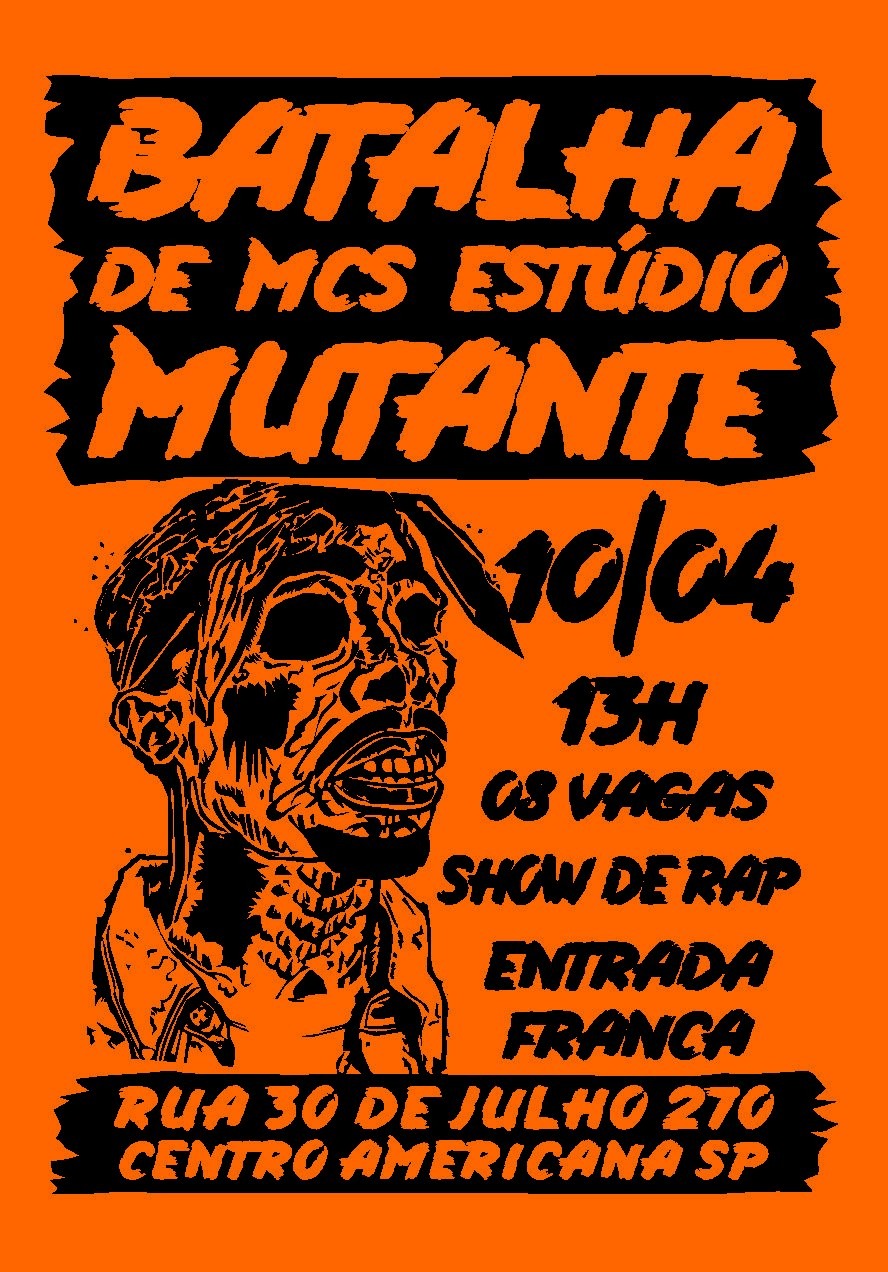 BATALHA
DE MCS ESTÚDIO
MUTANTE
10/04
13H
08 VAGAS
SHOW DE RAP
ENTRADA
FRANCA
RUA 30 DE JULHO 270
CENTRO AMERICANA SP